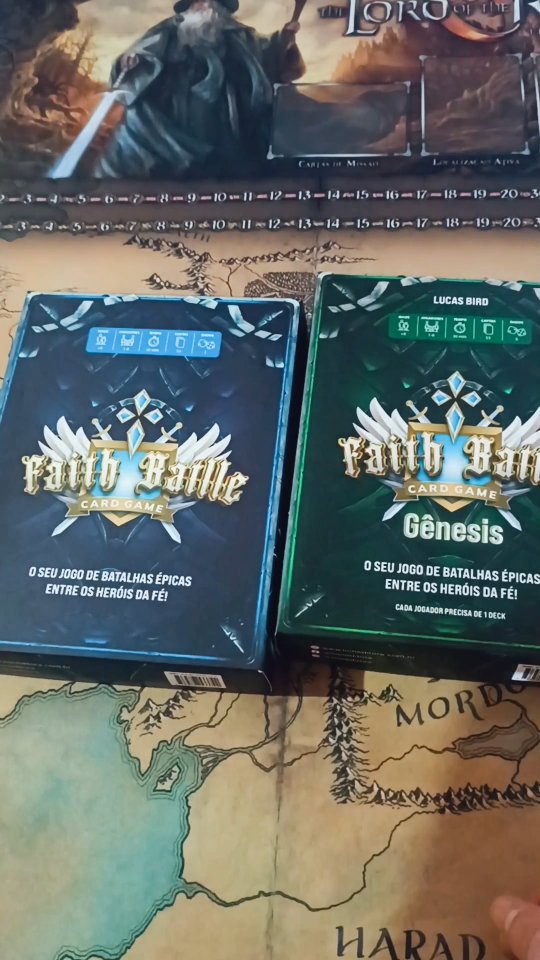 THE LORD OF THE
CARTAS DE MISSÃO
LOCALIZAÇÃO ATIVA
2 3 4 5 6 7 8 9 10 11 12 13 14 15 16 17 18 19 20
3 4 5 6 7 8 9 10 11 12 13 14 15 16 17 18 19 20
Faith Battle
CARD GAME
O SEU JOGO DE BATALHAS ÉPICAS
ENTRE OS HERÓIS DA FÉ!
LUCAS BIRD
Faith Batt
CARD GAME
Gênesis
O SEU JOGO DE BATALHAS ÉPICAS
ENTRE OS HERÓIS DA FÉ!
CADA JOGADOR PRECISA DE 1 DECK
MORDO
HARAD